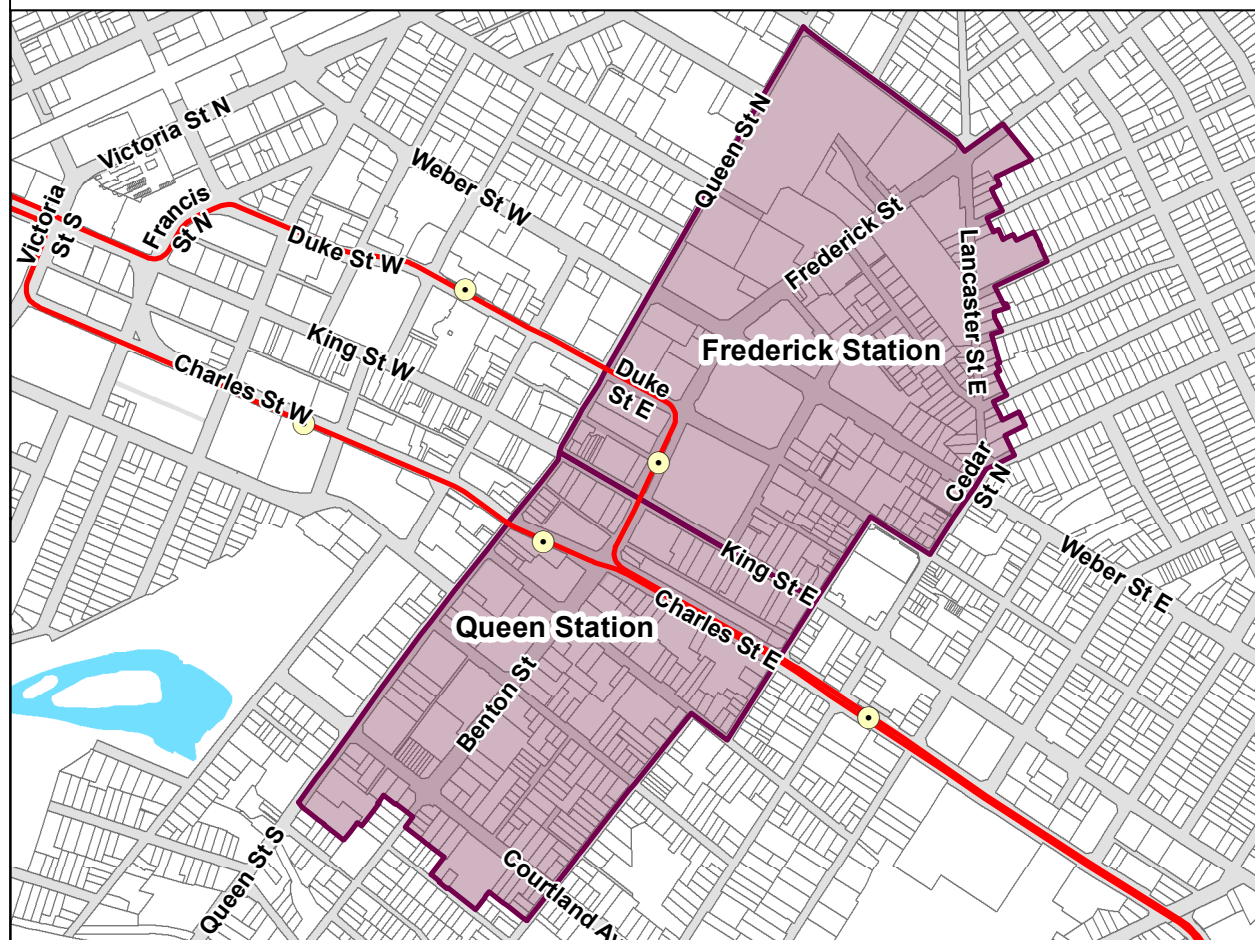 Victoria St N
Queen St N
Weber St W
Victoria
St S
Francis
St N
Duke St W
Frederick St
Lancaster St E
King St W
Frederick Station
Charles St W
Duke
St E
Cedar
St N
King St E
Weber St E
Charles St E
Queen Station
Benton St
Queen St S
Courtland Av